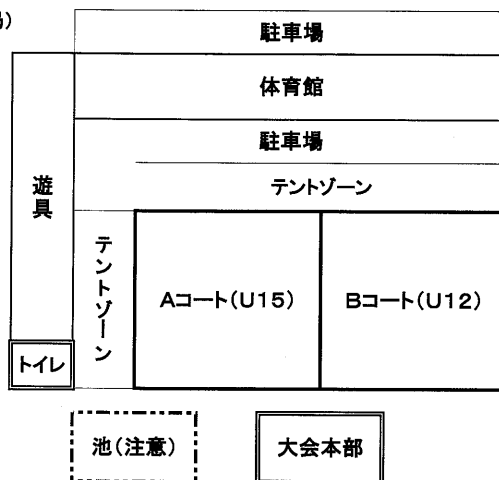 場)
駐車場
体育館
駐車場
テントゾーン
遊具
テントゾーン
Aコート(U15)
Bコート(U12)
トイレ
池(注意)
大会本部